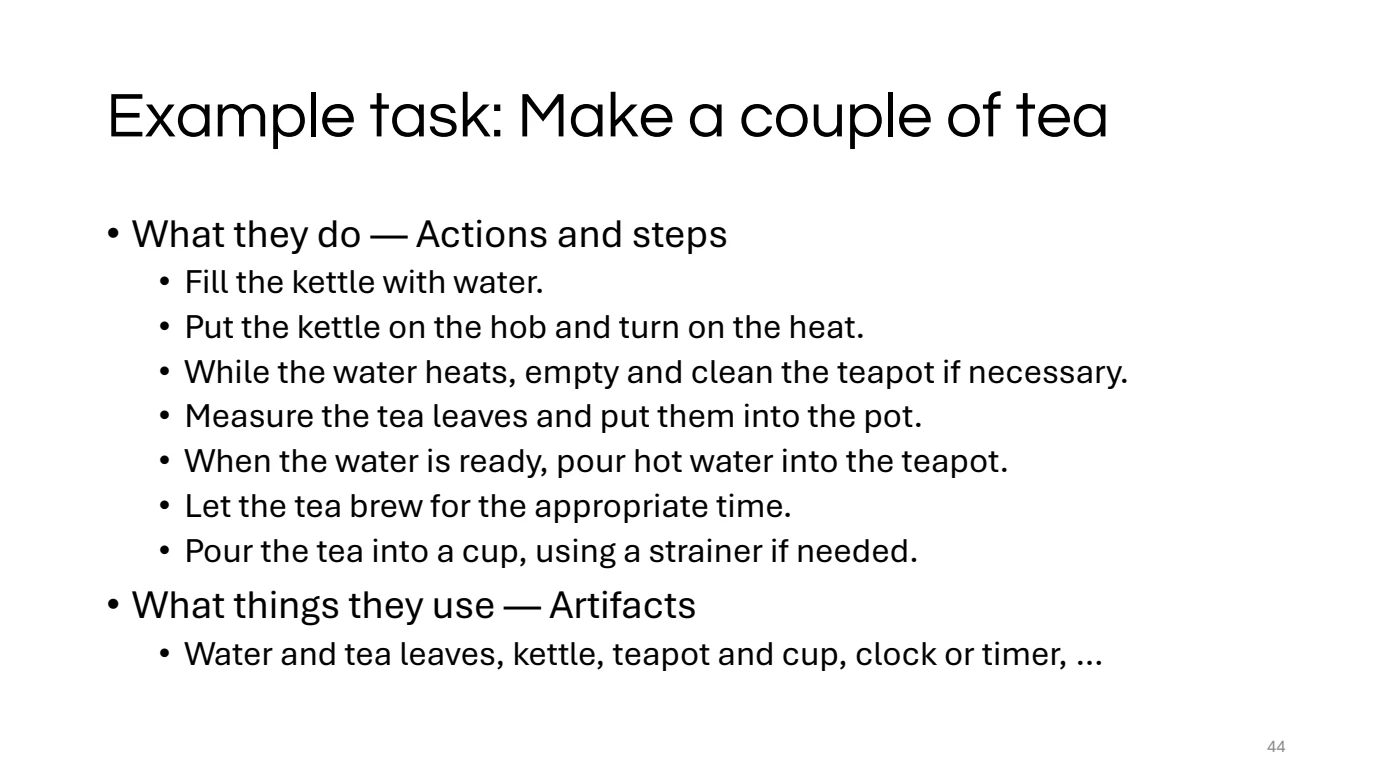 Example task: Make a couple of tea
• What they do — Actions and steps
• Fill the kettle with water.
• Put the kettle on the hob and turn on the heat.
• While the water heats, empty and clean the teapot if necessary.
• Measure the tea leaves and put them into the pot.
• When the water is ready, pour hot water into the teapot.
• Let the tea brew for the appropriate time.
• Pour the tea into a cup, using a strainer if needed.
• What things they use — Artifacts
• Water and tea leaves, kettle, teapot and cup, clock or timer, ...
44